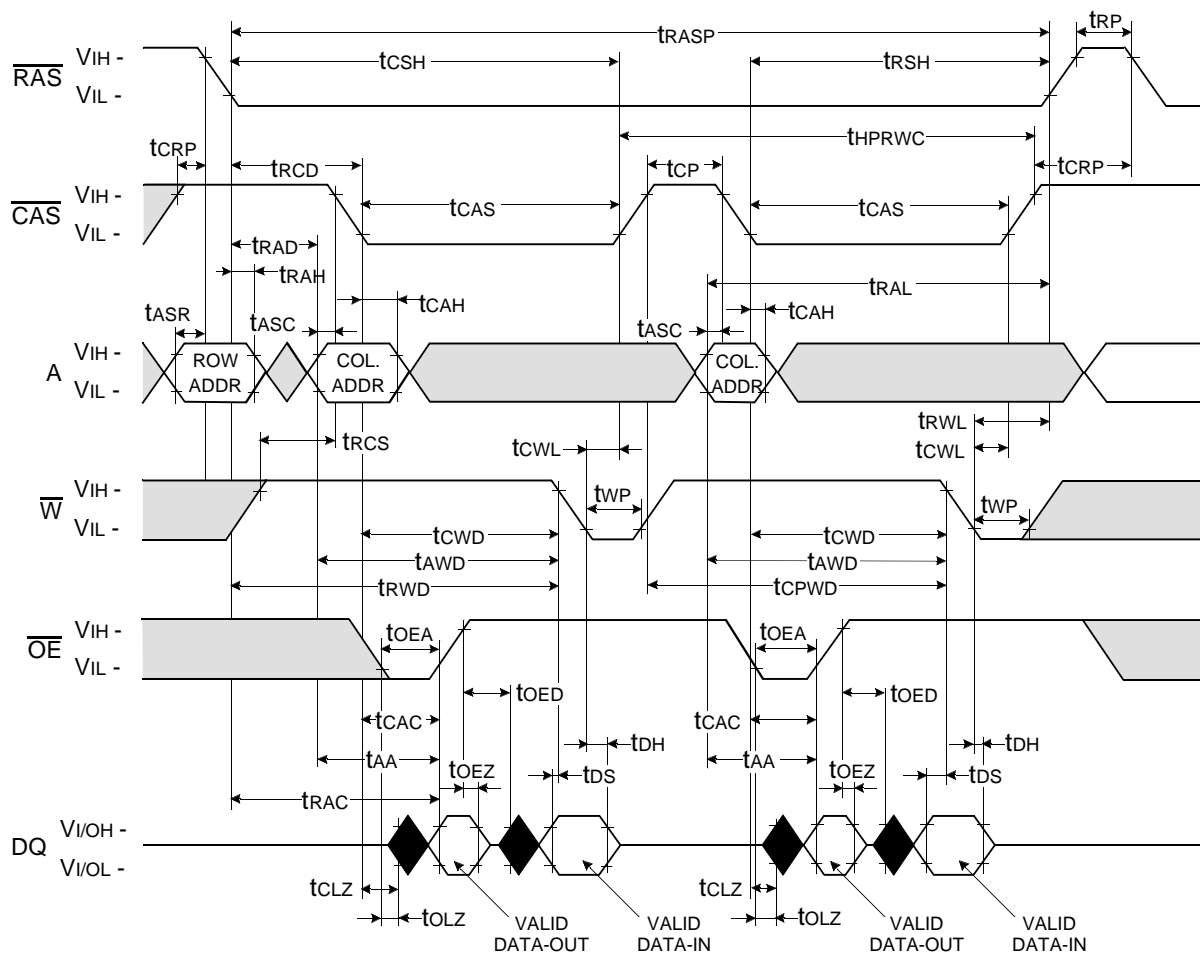 tRP
tRASP
VIH -
tCSH
tRSH
RAS
VIL -
tHPRWC
tCRP
tRCD
tCP
tCRP
VIH -
CAS
tCAS
tCAS
VIL -
tRAD
tRAH
tRAL
tCAH
tCAH
tASR
tASC
tASC
VIH -
ROW
ADDR
COL.
ADDR
COL.
ADDR
A
VIL -
tRWL
tRCS
tCWL
tCWL
VIH -
W
tWP
tWP
VIL -
tCWD
tCWD
tAWD
tAWD
tRWD
tCPWD
VIH -
OE
tOEA
tOEA
VIL -
tOED
tOED
tCAC
tCAC
tDH
tDH
tAA
tAA
tOEZ
tDS
tOEZ
tDS
tRAC
VI/OH -
DQ
VI/OL -
tCLZ
tCLZ
tOLZ
tOLZ
VALID
DATA-OUT
VALID
DATA-IN
VALID
DATA-OUT
VALID
DATA-IN